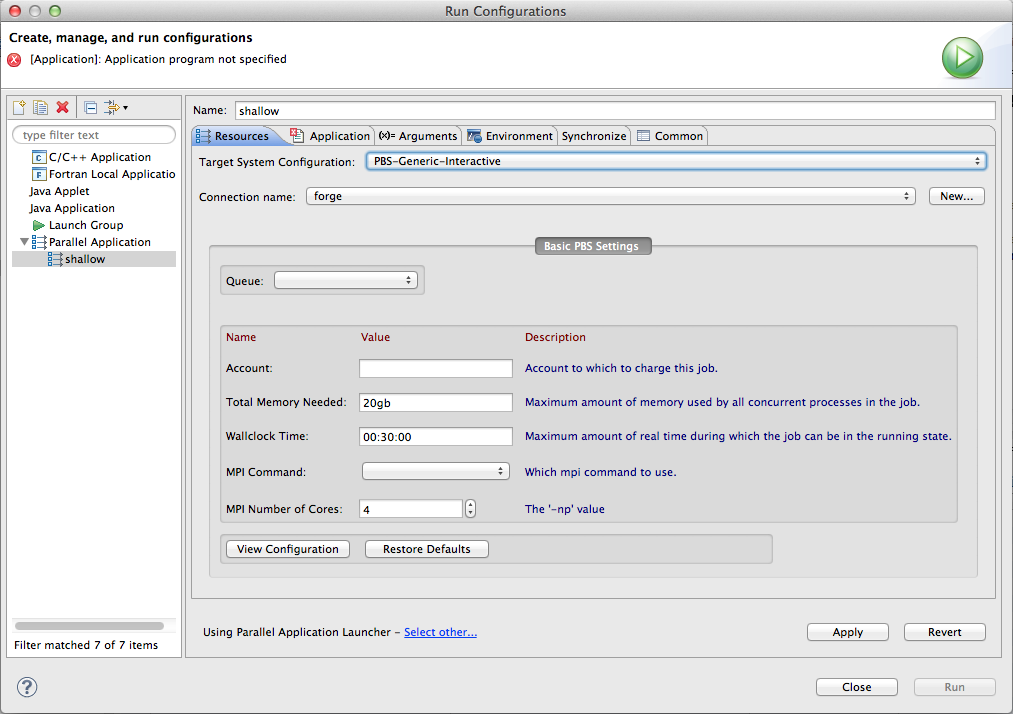 Run Configurations
Create, manage, and run configurations
[Application]: Application program not specified
type filter text
C/C++ Application
Fortran Local Applicatio
Java Applet
Java Application
Launch Group
Parallel Application
shallow
Filter matched 7 of 7 items
Name: shallow
Resources Application (x)= Arguments Environment Synchronize Common
Target System Configuration: PBS-Generic-Interactive
Connection name: forge New...
Basic PBS Settings
Queue:
Name Value Description
Account: Account to which to charge this job.
Total Memory Needed: 20gb Maximum amount of memory used by all concurrent processes in the job.
Wallclock Time: 00:30:00 Maximum amount of real time during which the job can be in the running state.
MPI Command: Which mpi command to use.
MPI Number of Cores: 4 The '-np' value
View Configuration Restore Defaults
Using Parallel Application Launcher - Select other...
Apply Revert
? Close Run